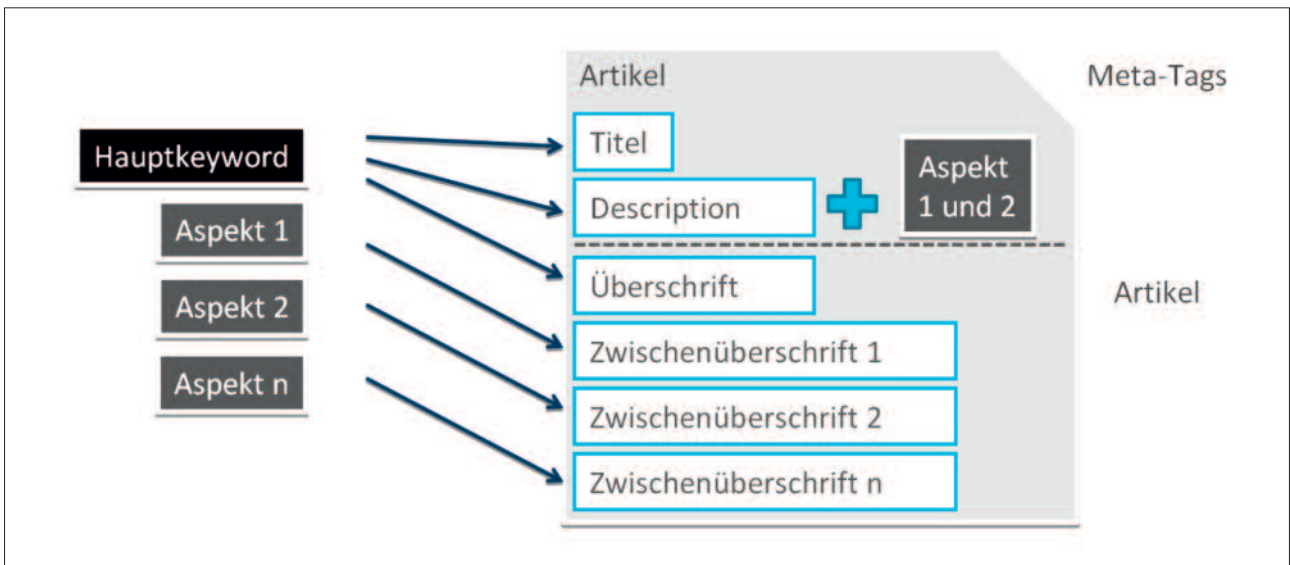 Artikel
Meta-Tags
Hauptkeyword
Titel
Description
Aspekt
1 und 2
Aspekt 1
Überschrift
Artikel
Aspekt 2
Zwischenüberschrift 1
Aspekt n
Zwischenüberschrift 2
Zwischenüberschrift n